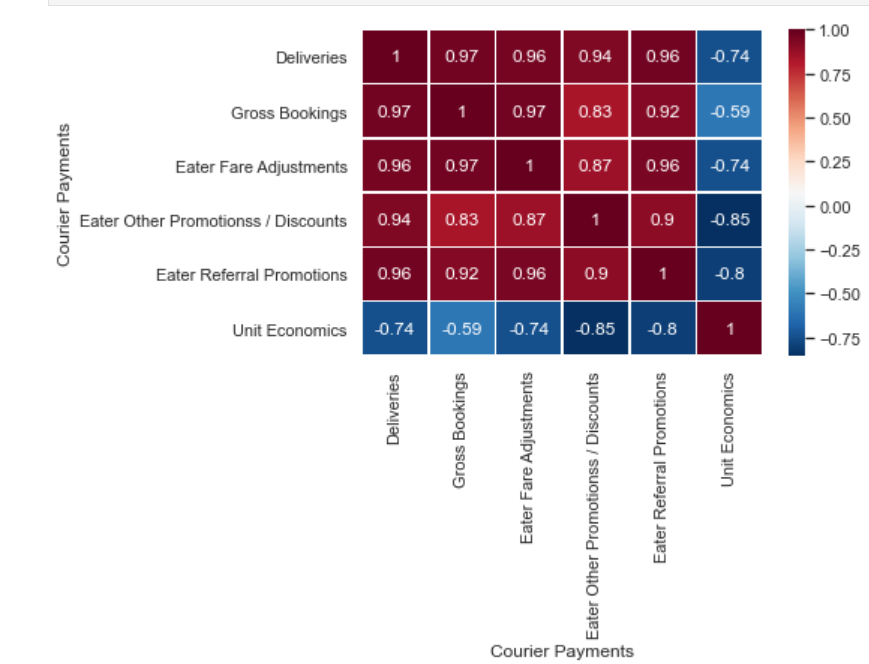 Courier Payments
Deliveries 1 0.97 0.96 0.94 0.96 -0.74
Gross Bookings 0.97 1 0.97 0.83 0.92 -0.59
Eater Fare Adjustments 0.96 0.97 1 0.87 0.96 -0.74
Eater Other Promotionss / Discounts 0.94 0.83 0.87 1 0.9 -0.85
Eater Referral Promotions 0.96 0.92 0.96 0.9 1 -0.8
Unit Economics -0.74 -0.59 -0.74 -0.85 -0.8 1
Deliveries
Gross Bookings
Eater Fare Adjustments
Eater Other Promotionss / Discounts
Eater Referral Promotions
Unit Economics
Courier Payments
1.00
0.75
0.50
0.25
0.00
−0.25
−0.50
−0.75